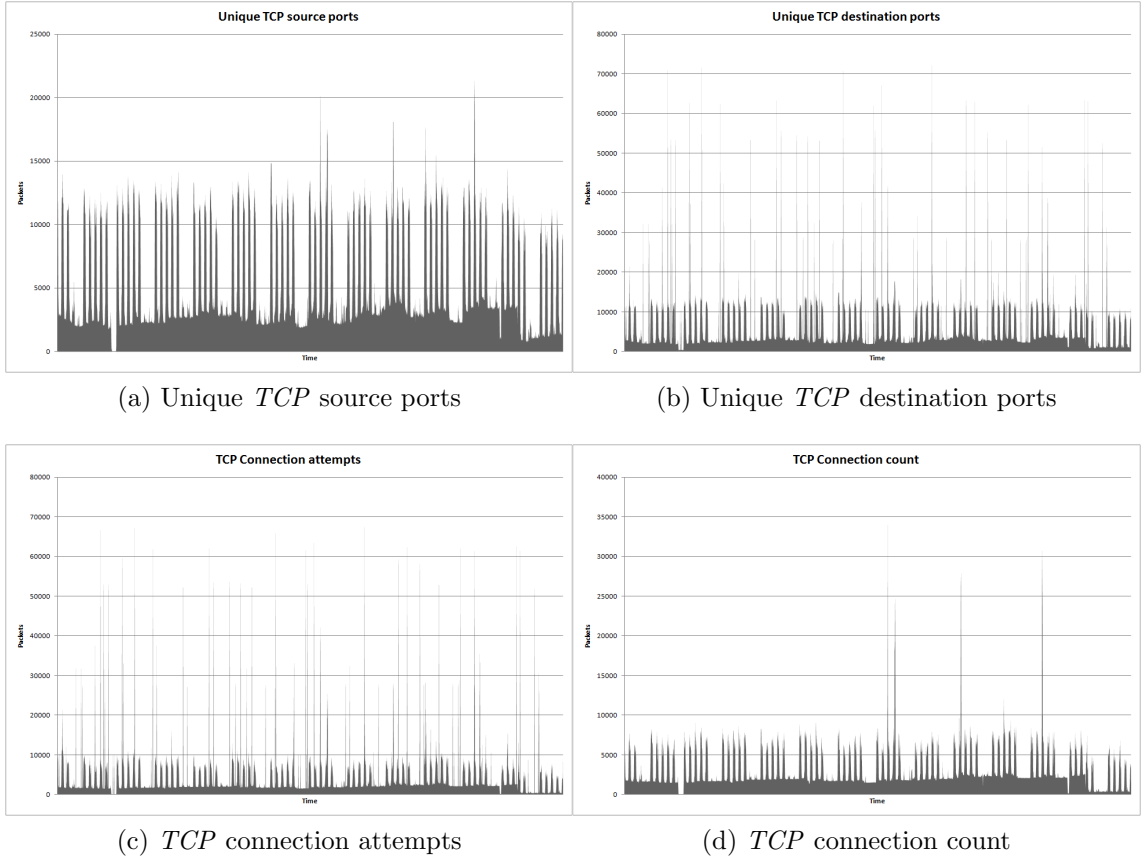 Unique TCP source ports
25000
20000
15000
10000
5000
0
Packets
Time
(a) Unique TCP source ports
Unique TCP destination ports
80000
70000
60000
50000
40000
30000
20000
10000
0
Packets
Time
(b) Unique TCP destination ports
TCP Connection attempts
80000
70000
60000
50000
40000
30000
20000
10000
0
Packets
Time
(c) TCP connection attempts
TCP Connection count
40000
35000
30000
25000
20000
15000
10000
5000
0
Packets
Time
(d) TCP connection count